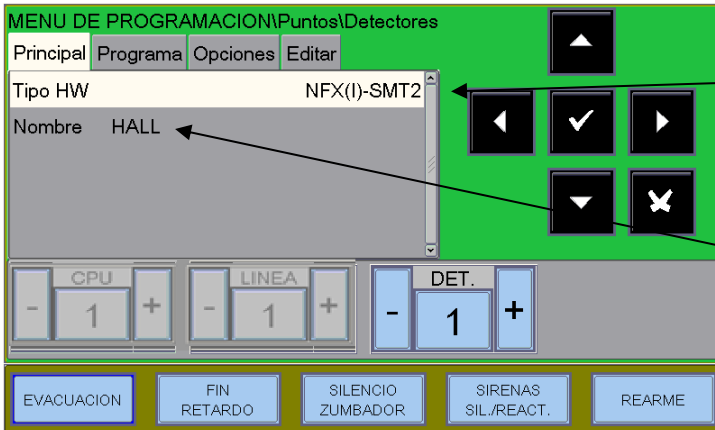 MENU DE PROGRAMACION\Puntos\Detectores
Principal Programa Opciones Editar
Tipo HW NFX(I)-SMT2
Nombre HALL
CPU LINEA DET.
- 1 + - 1 + - 1 +
EVACUACION FIN RETARDO SILENCIO ZUMBADOR SIRENAS SIL./REACT. REARME